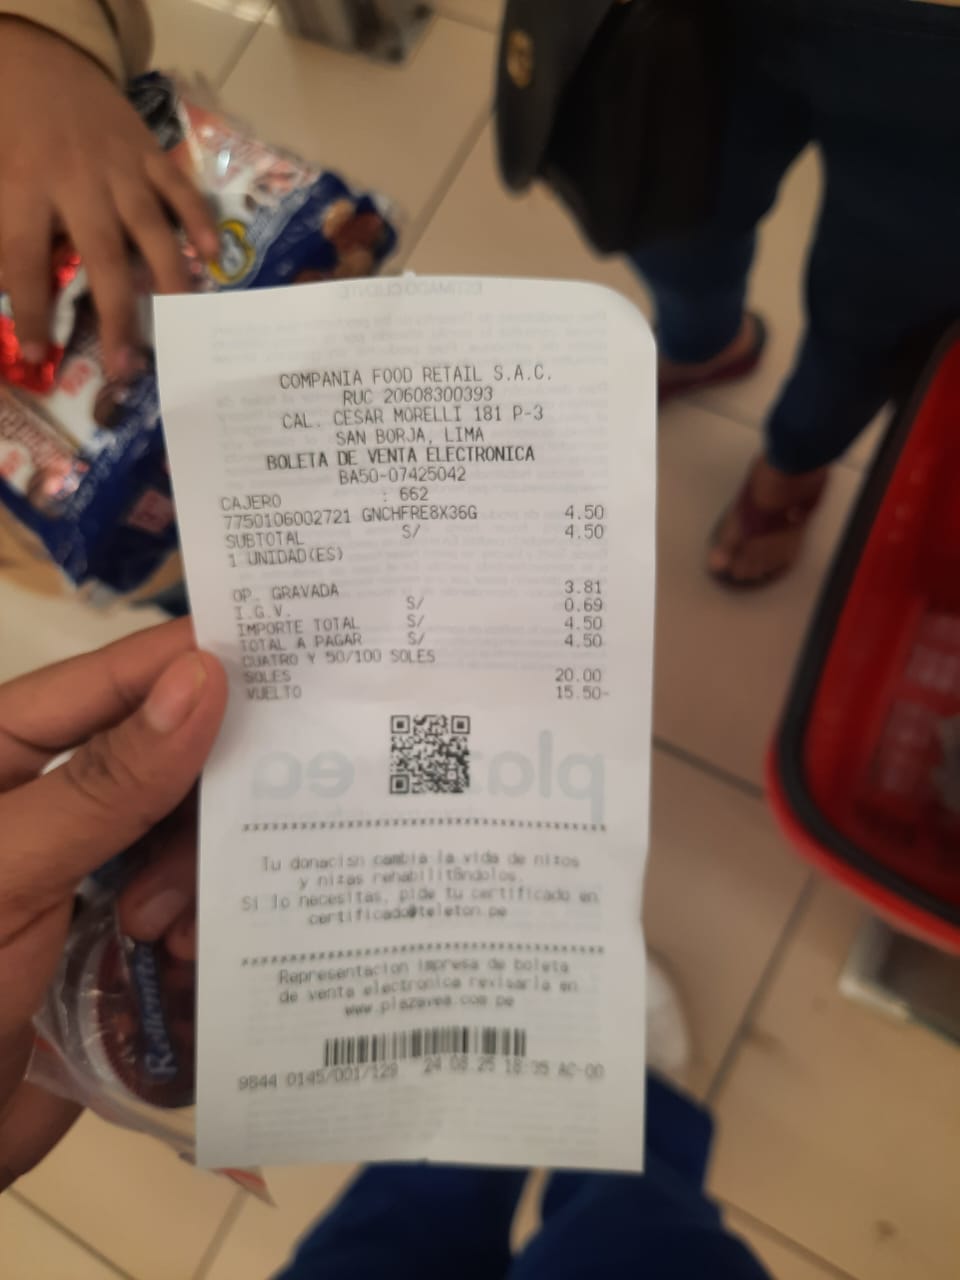 COMPANIA FOOD RETAIL S.A.C.
RUC 20608300393
CAL. CESAR MORELLI 181 P-3
SAN BORJA, LIMA
BOLETA DE VENTA ELECTRONICA
BA50-07425042
CAJERO : 662
7750106002721 GNCHFRE8X36G 4.50
SUBTOTAL S/ 4.50
1 UNIDAD(ES)
OP. GRAVADA 3.81
I.G.V. S/ 0.69
IMPORTE TOTAL S/ 4.50
TOTAL A PAGAR S/ 4.50
CUATRO Y 50/100 SOLES
SOLES 20.00
VUELTO 15.50-
Tu donacisn cambia la vida de nizos
y nizas rehabilitândolos.
Si lo necesitas, pide tu certificado en
certificado@teleton.pe
Representacion impresa de boleta
de venta electronica revisarla en
www.plazavea.com.pe
9844 0145/001/129 24 08 25 18:35 AC-00
Rellenita